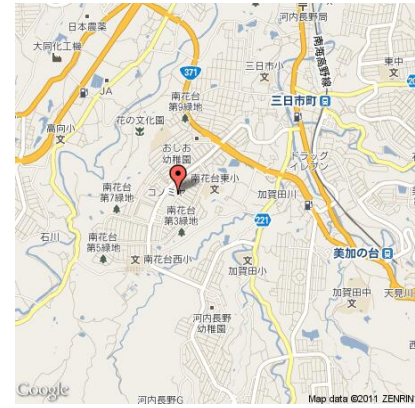 日本農薬
大同化工機
371
河内長野局
南海高野線
三日市小
東中
JA
南花台
第9緑地
三日市町
花の文化園
高向小
おしお
幼稚園
ドラッグ
イレブン
コノミヤ
南花台東小
南花台
第7緑地
加賀田川
南花台
第3緑地
221
石川
南花台
第5緑地
南花台西小
美加の台
加賀田小
加賀田中
天見川
河内長野
幼稚園
河内長野G
西
Google
Map data ©2011 ZENRIN